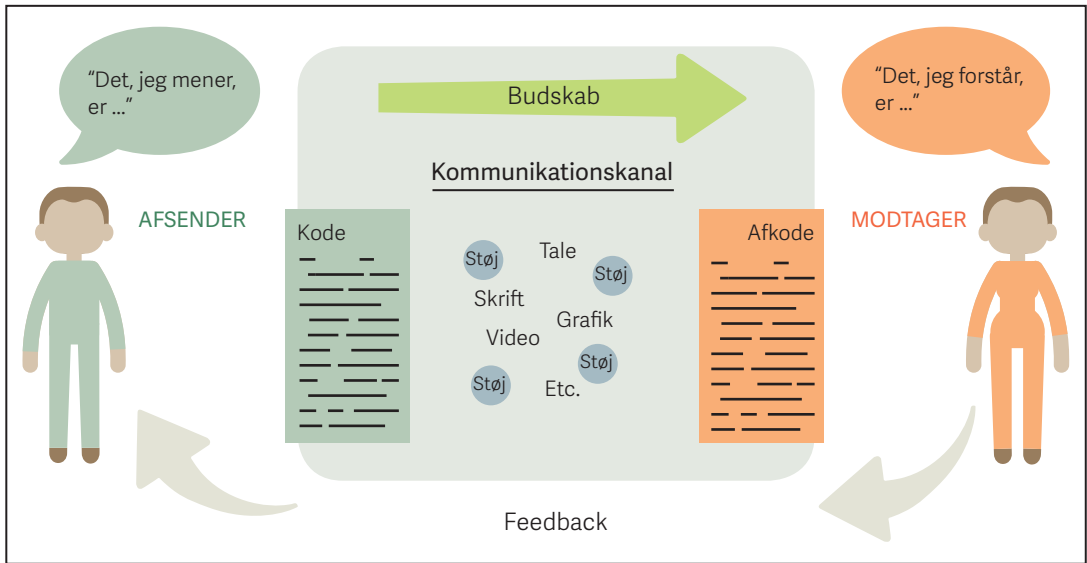 “Det, jeg mener,
er ...”
Budskab
“Det, jeg forstår,
er ...”
Kommunikationskanal
AFSENDER
MODTAGER
Kode
Afkode
Tale
Støj
Støj
Skrift
Grafik
Video
Støj
Støj
Etc.
Feedback